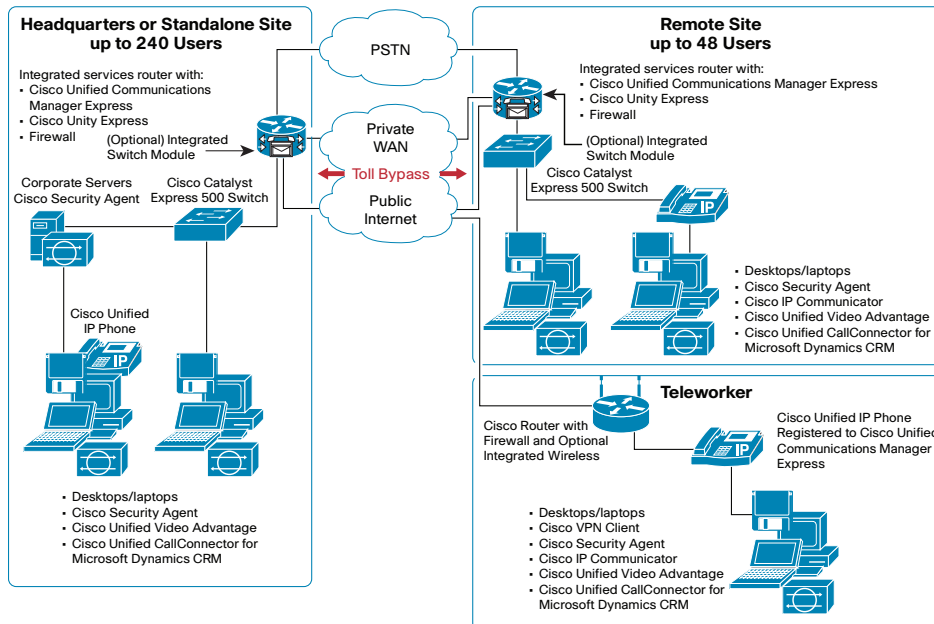 Headquarters or Standalone Site
up to 240 Users
Integrated services router with:
• Cisco Unified Communications
Manager Express
• Cisco Unity Express
• Firewall
(Optional) Integrated
Switch Module
Corporate Servers
Cisco Security Agent
Cisco Catalyst
Express 500 Switch
Cisco Unified
IP Phone
IP
• Desktops/laptops
• Cisco Security Agent
• Cisco Unified Video Advantage
• Cisco Unified CallConnector for
Microsoft Dynamics CRM
PSTN
Private
WAN
Toll Bypass
Public
Internet
Remote Site
up to 48 Users
Integrated services router with:
• Cisco Unified Communications Manager Express
• Cisco Unity Express
• Firewall
(Optional) Integrated
Switch Module
Cisco Catalyst
Express 500 Switch
IP
• Desktops/laptops
• Cisco Security Agent
• Cisco IP Communicator
• Cisco Unified Video Advantage
• Cisco Unified CallConnector for
Microsoft Dynamics CRM
Teleworker
Cisco Router with
Firewall and Optional
Integrated Wireless
IP
Cisco Unified IP Phone
Registered to Cisco Unified
Communications Manager
Express
• Desktops/laptops
• Cisco VPN Client
• Cisco Security Agent
• Cisco IP Communicator
• Cisco Unified Video Advantage
• Cisco Unified CallConnector for
Microsoft Dynamics CRM